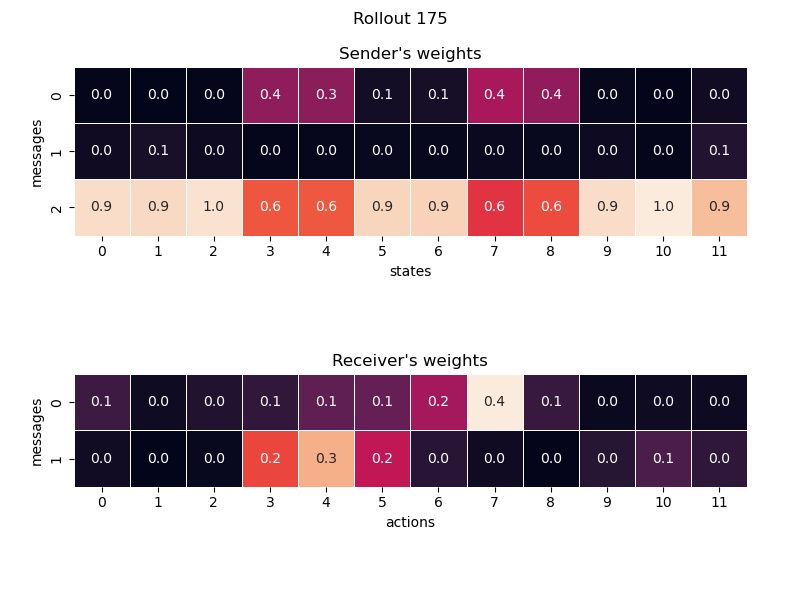 Rollout 175
Sender's weights
0 0.0 0.0 0.0 0.4 0.3 0.1 0.1 0.4 0.4 0.0 0.0 0.0
1 0.0 0.1 0.0 0.0 0.0 0.0 0.0 0.0 0.0 0.0 0.0 0.1
2 0.9 0.9 1.0 0.6 0.6 0.9 0.9 0.6 0.6 0.9 1.0 0.9
messages
0 1 2 3 4 5 6 7 8 9 10 11
states
Receiver's weights
0 0.1 0.0 0.0 0.1 0.1 0.1 0.2 0.4 0.1 0.0 0.0 0.0
1 0.0 0.0 0.0 0.2 0.3 0.2 0.0 0.0 0.0 0.0 0.1 0.0
messages
0 1 2 3 4 5 6 7 8 9 10 11
actions